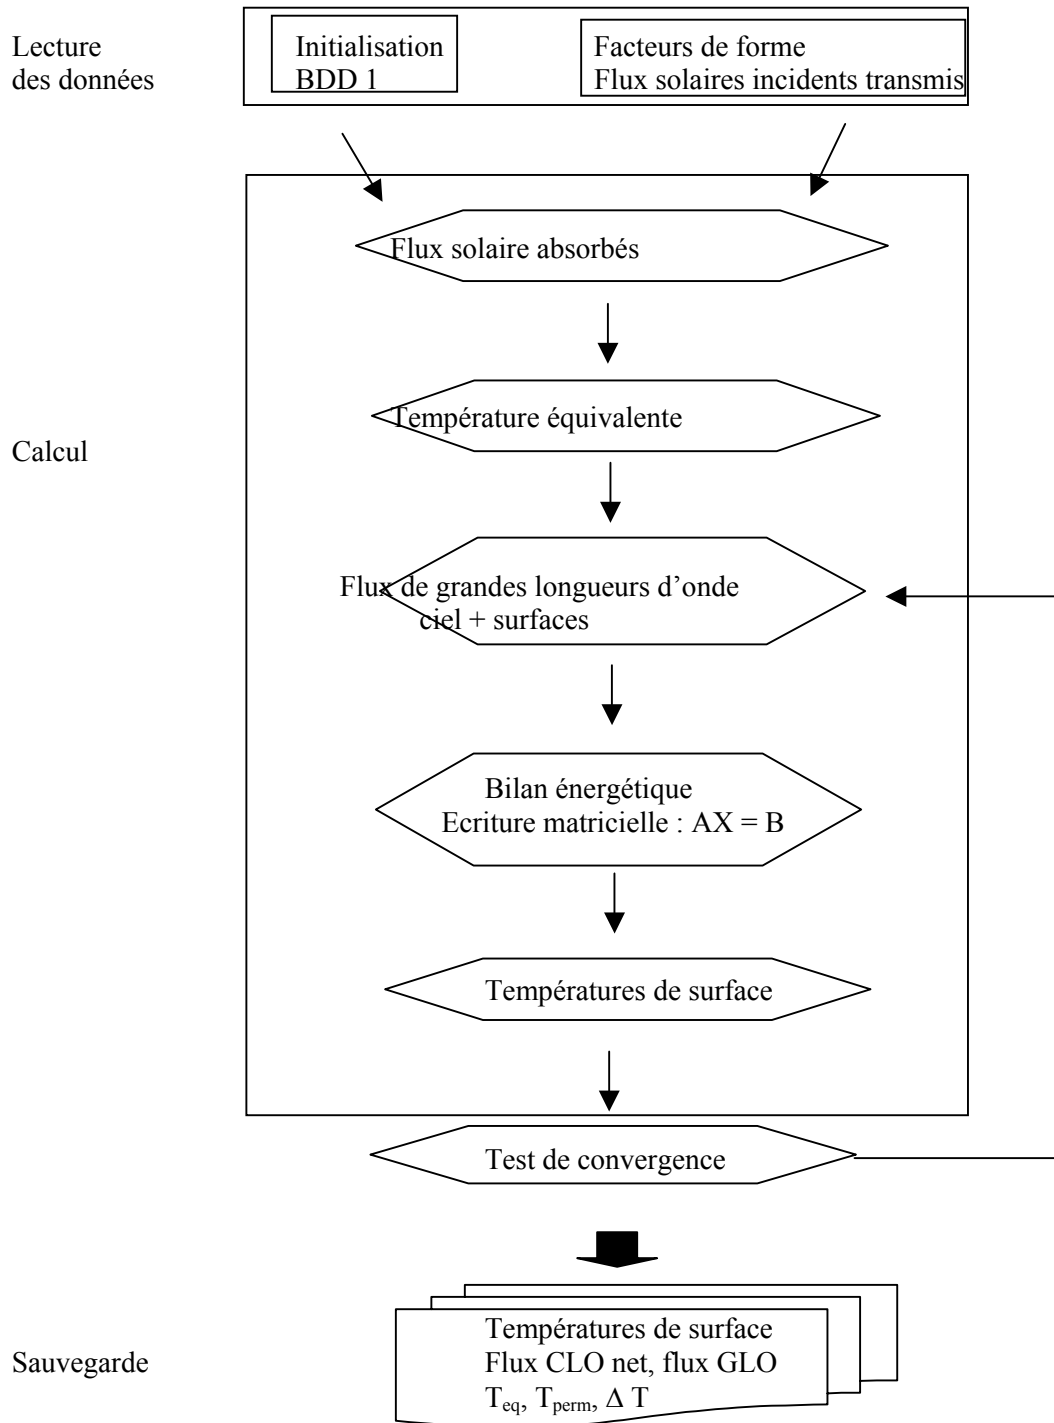 Lecture
des données
Initialisation
BDD 1
Facteurs de forme
Flux solaires incidents transmis
Flux solaire absorbés
Température équivalente
Calcul
Flux de grandes longueurs d’onde
ciel + surfaces
Bilan énergétique
Ecriture matricielle : AX = B
Températures de surface
Test de convergence
Sauvegarde
Températures de surface
Flux CLO net, flux GLO
Teq, Tperm, Δ T